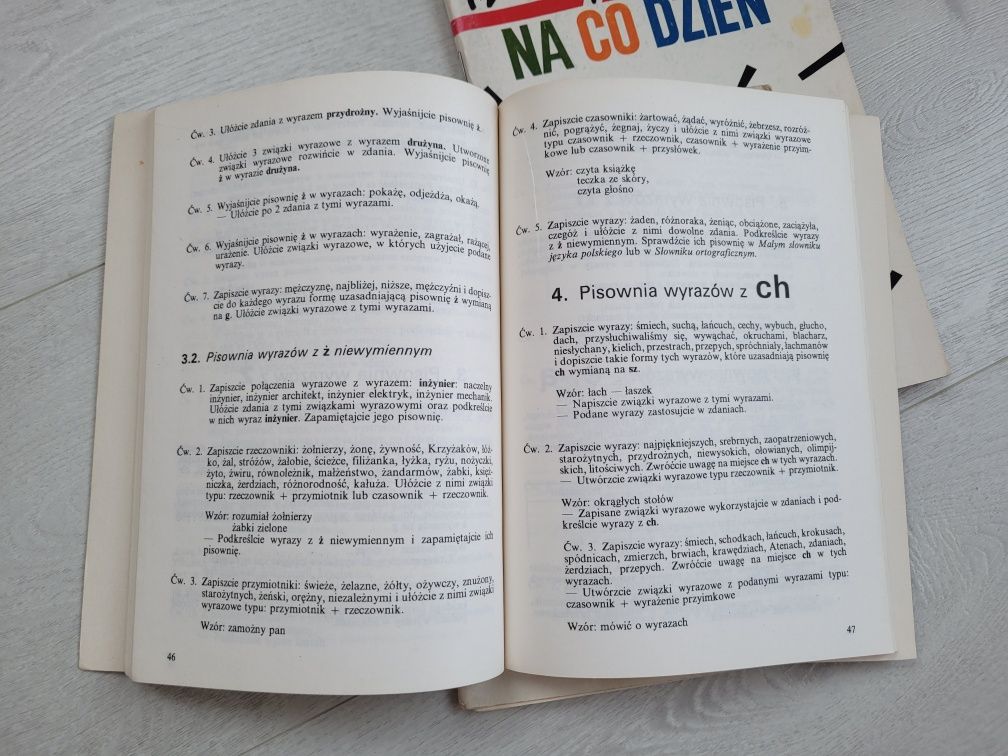 NA CO DZIEŃ
Ćw. 3. Ułóżcie zdania z wyrazem przydrożny. Wyjaśnijcie pisownię ż.
Ćw. 4. Ułóżcie 3 związki wyrazowe z wyrazem drużyna. Utworzone
związki wyrazowe rozwińcie w zdania. Wyjaśnijcie pisownię
ż w wyrazie drużyna.
Ćw. 5. Wyjaśnijcie pisownię ż w wyrazach: pokażę, odjeżdża, okażą.
— Ułóżcie po 2 zdania z tymi wyrazami.
Ćw. 6. Wyjaśnijcie pisownię ż w wyrazach: wyrażenie, zagrażał, rażącej,
urażenie. Ułóżcie związki wyrazowe, w których użyjecie podane
wyrazy.
Ćw. 7. Zapiszcie wyrazy: mężczyznę, najbliżej, niższe, mężczyźni i dopisz-
cie do każdego wyrazu formę uzasadniającą pisownię ż wymianą
na g. Ułóżcie związki wyrazowe z tymi wyrazami.
3.2. Pisownia wyrazów z ż niewymiennym
Ćw. 1. Zapiszcie połączenia wyrazowe z wyrazem: inżynier: naczelny
inżynier, inżynier architekt, inżynier elektryk, inżynier mechanik.
Ułóżcie zdania z tymi związkami wyrazowymi oraz podkreślcie
w nich wyraz inżynier. Zapamiętajcie jego pisownię.
Ćw. 2. Zapiszcie rzeczowniki: żołnierzy, żonę, żywność, Krzyżaków, łóż-
ko, żal, stróżów, żałobie, ścieżce, filiżanka, łyżka, ryżu, nożyczki,
żyto, żwiru, równoleżnik, małżeństwo, żandarmów, żabki, księż-
niczka, żerdziach, różnorodność, kałuża. Ułóżcie z nimi związki
typu: rzeczownik + przymiotnik lub czasownik + rzeczownik.
Wzór: rozumiał żołnierzy
żabki zielone
— Podkreślcie wyrazy z ż niewymiennym i zapamiętajcie ich
pisownię.
Ćw. 3. Zapiszcie przymiotniki: świeże, żelazne, żółty, ożywczy, znużony,
starożytnych, żeński, orężny, niezależnymi i ułóżcie z nimi związki
wyrazowe typu: przymiotnik + rzeczownik.
Wzór: zamożny pan
46
Ćw. 4. Zapiszcie czasowniki: żartować, żądać, wyróżnić, żebrzesz, rozróż-
nić, pogrążyć, żegnaj, życzy i ułóżcie z nimi związki wyrazowe
typu czasownik + rzeczownik, czasownik + wyrażenie przyim-
kowe lub czasownik + przysłówek.
Wzór: czyta książkę
teczka ze skóry,
czyta głośno
Ćw. 5. Zapiszcie wyrazy: żaden, różnoraka, żeniąc, obciążone, zaciążyła,
czegóż i ułóżcie z nimi dowolne zdania. Podkreślcie wyrazy
z ż niewymiennym. Sprawdźcie ich pisownię w Małym słowniku
języka polskiego lub w Słowniku ortograficznym.
4. Pisownia wyrazów z ch
Ćw. 1. Zapiszcie wyrazy: śmiech, suchą, łańcuch, cechy, wybuch, głucho,
dach, przysłuchiwaliśmy się, wywąchać, okruchami, blacharz,
niesłychany, kielich, przestrach, przepych, spróchniały, łachmanów
i dopiszcie takie formy tych wyrazów, które uzasadniają pisownię
ch wymianą na sz.
Wzór: łach — łaszek
— Napiszcie związki wyrazowe z tymi wyrazami.
— Podane wyrazy zastosujcie w zdaniach.
Ćw. 2. Zapiszcie wyrazy: najpiękniejszych, srebrnych, zaopatrzeniowych,
starożytnych, przydrożnych, niewysokich, ołowianych, olimpij-
skich, litościwych. Zwróćcie uwagę na miejsce ch w tych wyrazach.
— Utwórzcie związki wyrazowe typu rzeczownik + przymiotnik.
Wzór: okrągłych stołów
— Zapisane związki wyrazowe wykorzystajcie w zdaniach i pod-
kreślcie wyrazy z ch.
Ćw. 3. Zapiszcie wyrazy: śmiech, schodkach, łańcuch, krokusach,
spódnicach, zmierzch, brwiach, krawędziach, Atenach, zdaniach,
żerdziach, przepych. Zwróćcie uwagę na miejsce ch w tych
wyrazach.
— Utwórzcie związki wyrazowe z podanymi wyrazami typu:
czasownik + wyrażenie przyimkowe
Wzór: mówić o wyrazach
47